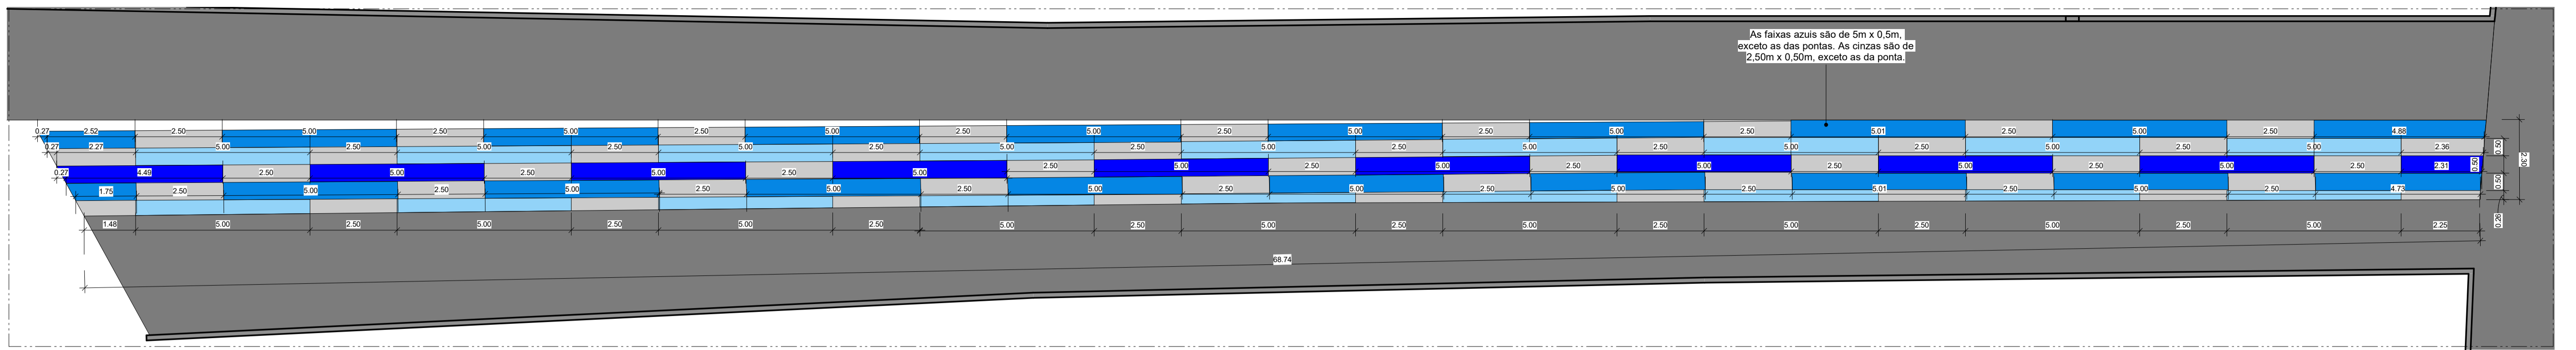 As faixas azuis são de 5m x 0,5m,
exceto as das pontas. As cinzas são de
2,50m x 0,50m, exceto as da ponta.
0.27 2.52 2.50 5.00 2.50 5.00 2.50 5.00 2.50 5.00 2.50 5.00 2.50 5.00 2.50 5.01 2.50 5.00 2.50 4.88
0.27 2.27 5.00 2.50 5.00 2.50 5.00 2.50 5.00 2.50 5.00 2.50 5.00 2.50 5.00 2.50 5.00 2.50 5.00 2.36 0.50
0.27 4.49 2.50 5.00 2.50 5.00 2.50 5.00 2.50 5.00 2.50 5.00 2.50 5.00 2.50 5.00 2.50 5.00 2.50 2.31 0.50 2.30
1.75 2.50 5.00 2.50 5.00 2.50 5.00 2.50 5.00 2.50 5.00 2.50 5.00 2.50 5.01 2.50 5.00 2.50 4.73 0.50
1.48 5.00 2.50 5.00 2.50 5.00 2.50 5.00 2.50 5.00 2.50 5.00 2.50 5.00 2.50 5.00 2.50 5.00 2.25 0.26
68.74